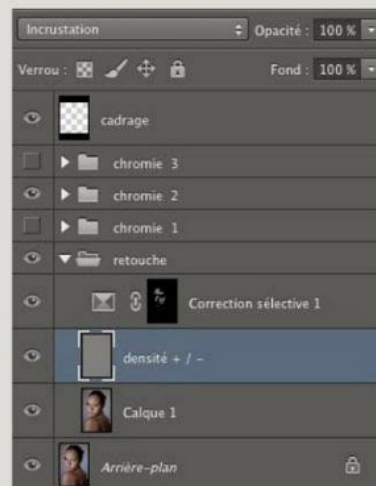 Incrustation Opacité : 100 %
Verrou : Fond : 100 %
cadrage
chromie 3
chromie 2
chromie 1
retouche
Correction sélective 1
densité + / -
Calque 1
Arrière-plan